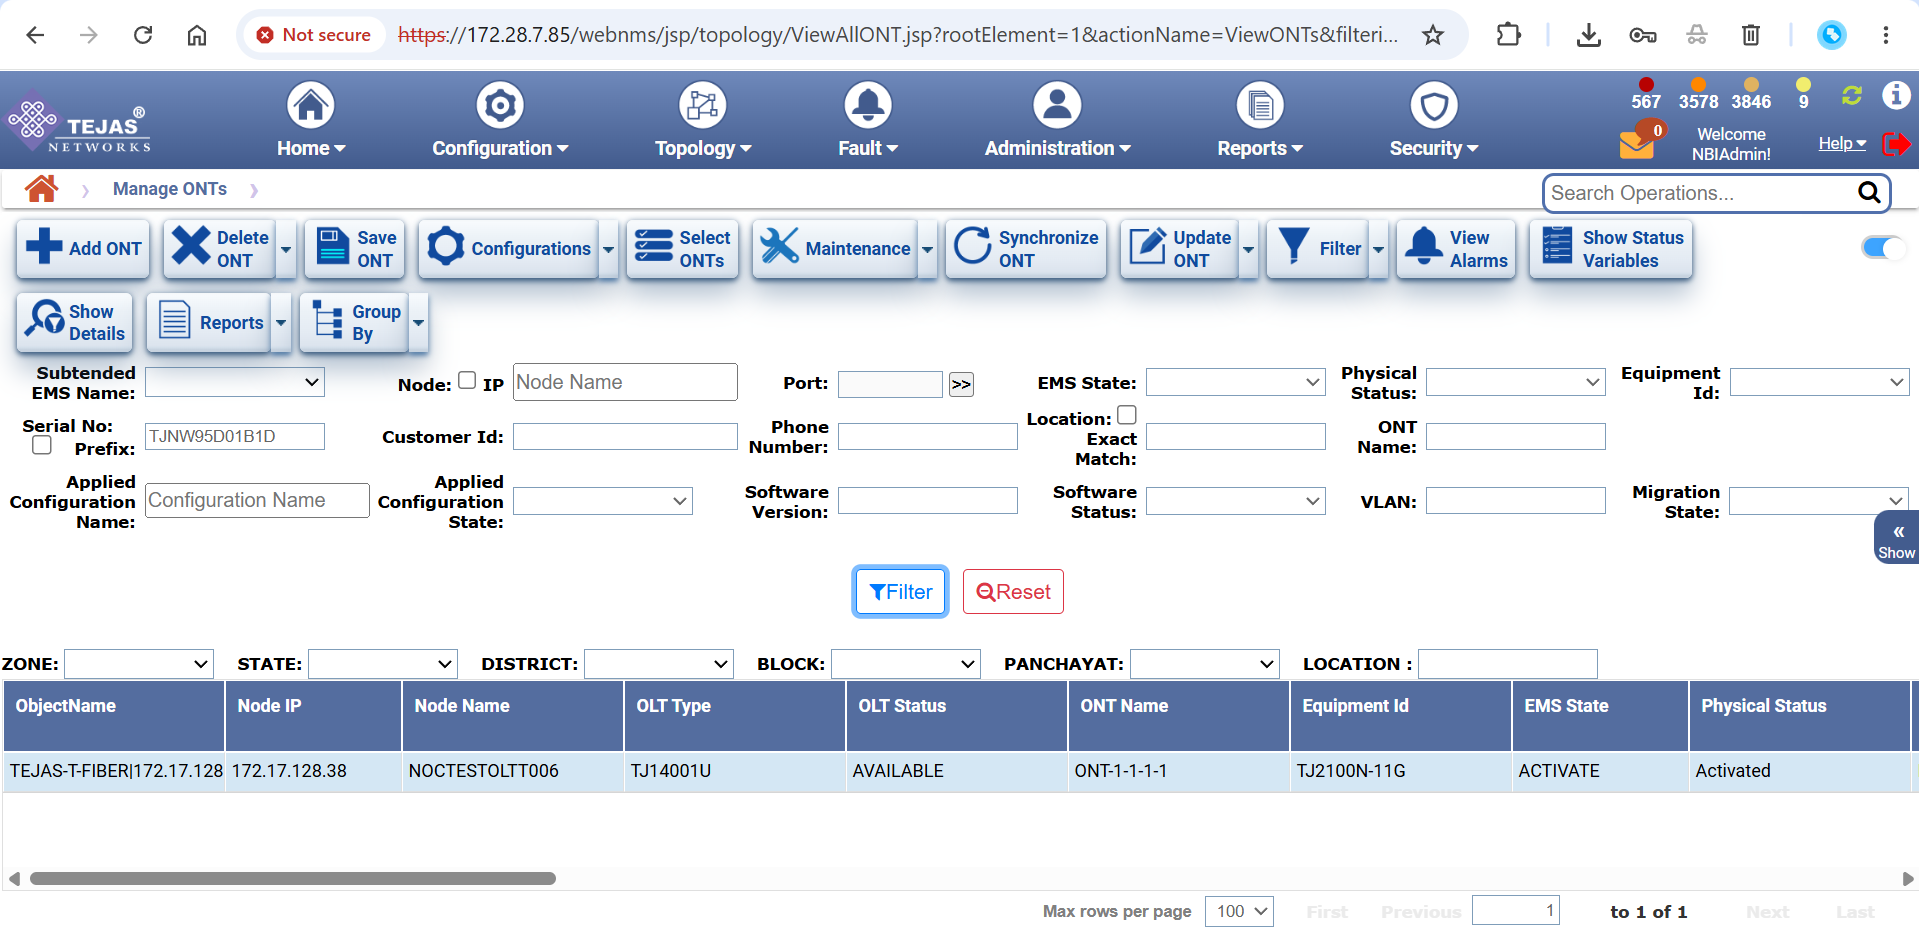 Not secure https://172.28.7.85/webnms/jsp/topology/ViewAllONT.jsp?rootElement=1&actionName=ViewONTs&filteri...
TEJAS®
NETWORKS
Home
Configuration
Topology
Fault
Administration
Reports
Security
567 3578 3846 9
0
Welcome
NBIAdmin!
Help
Manage ONTs
Search Operations...
Add ONT
Delete
ONT
Save
ONT
Configurations
Select
ONTs
Maintenance
Synchronize
ONT
Update
ONT
Filter
View
Alarms
Show Status
Variables
Show
Details
Reports
Group
By
Subtended
EMS Name:
Node: IP Node Name
Port: >>
EMS State:
Physical
Status:
Equipment
Id:
Serial No:
Prefix: TJNW95D01B1D
Customer Id:
Phone
Number:
Location:
Exact
Match:
ONT
Name:
Applied
Configuration
Name: Configuration Name
Applied
Configuration
State:
Software
Version:
Software
Status:
VLAN:
Migration
State:
«
Show
Filter Reset
ZONE: STATE: DISTRICT: BLOCK: PANCHAYAT: LOCATION :
ObjectName Node IP Node Name OLT Type OLT Status ONT Name Equipment Id EMS State Physical Status
TEJAS-T-FIBER|172.17.128 172.17.128.38 NOCTESTOLTT006 TJ14001U AVAILABLE ONT-1-1-1-1 TJ2100N-11G ACTIVATE Activated
Max rows per page 100 First Previous 1 to 1 of 1 Next Last